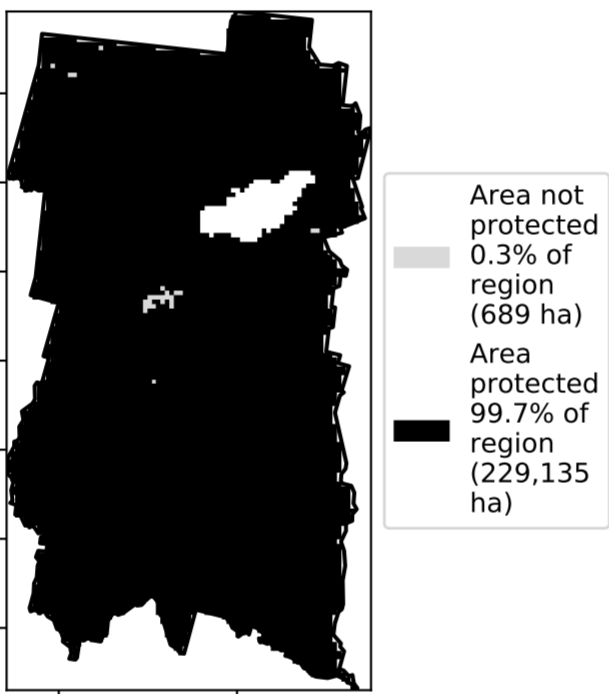 Area not
protected
0.3% of
region
(689 ha)
Area
protected
99.7% of
region
(229,135
ha)